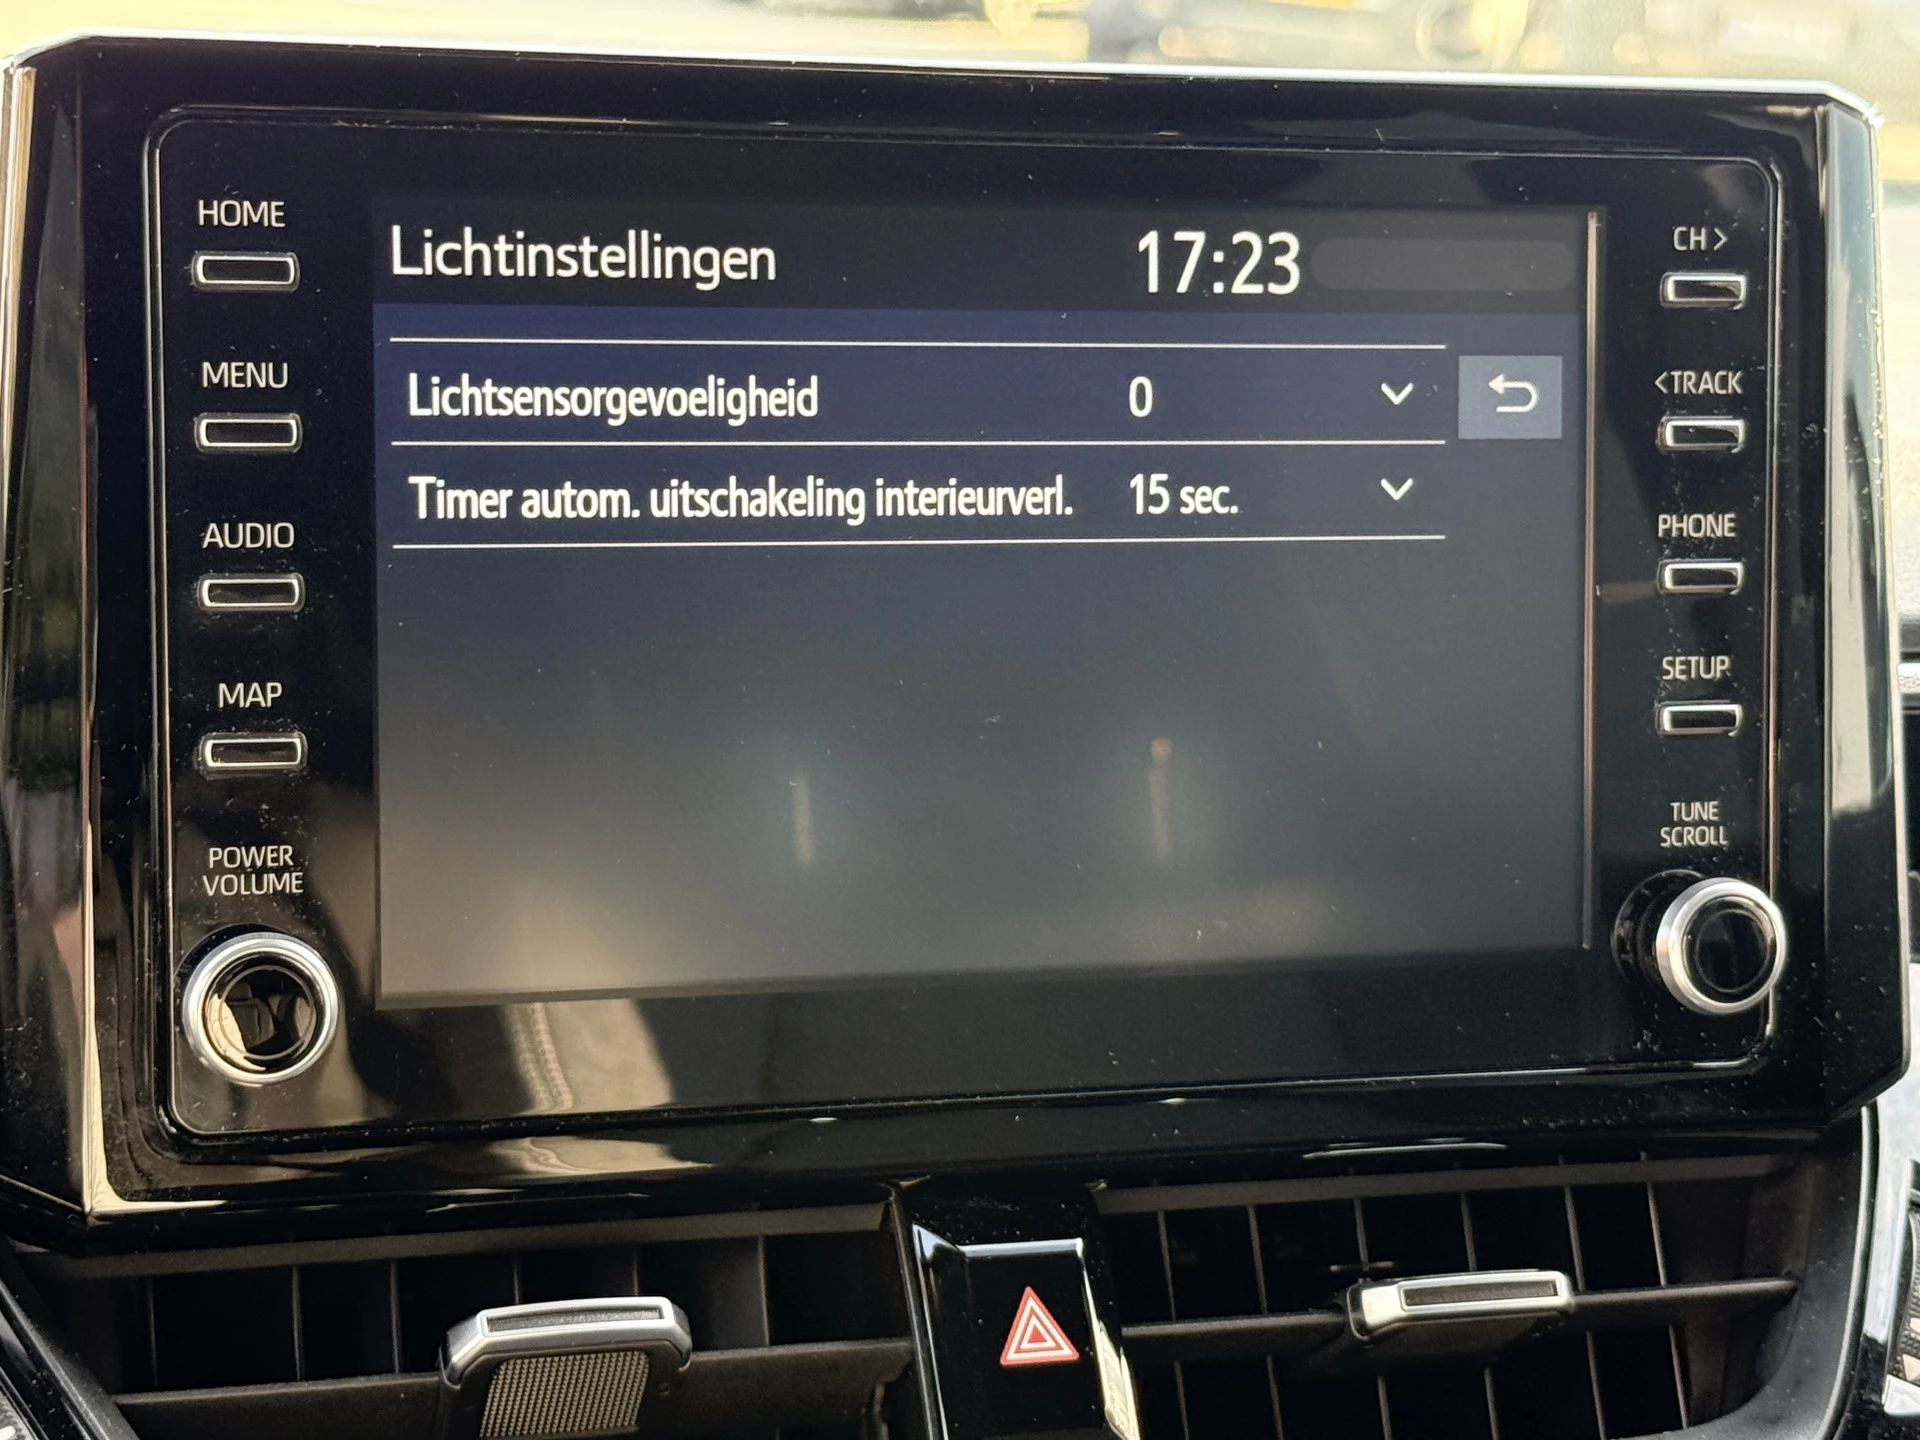 HOME
MENU
AUDIO
MAP
POWER
VOLUME
Lichtinstellingen 17:23
Lichtsensorgevoeligheid 0
Timer autom. uitschakeling interieurverl. 15 sec.
CH >
<TRACK
PHONE
SETUP
TUNE
SCROLL